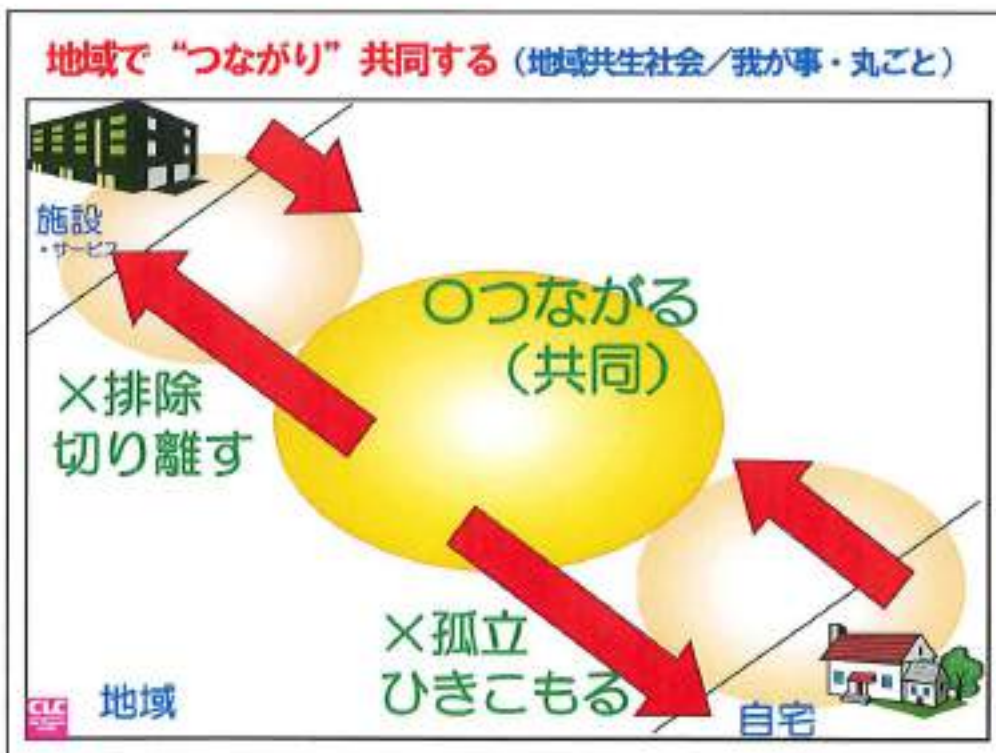 地域で“つながり”共同する（地域共生社会／我が事・丸ごと）
施設
・サービス
〇つながる
（共同）
×排除
切り離す
×孤立
ひきこもる
地域
自宅
CLC